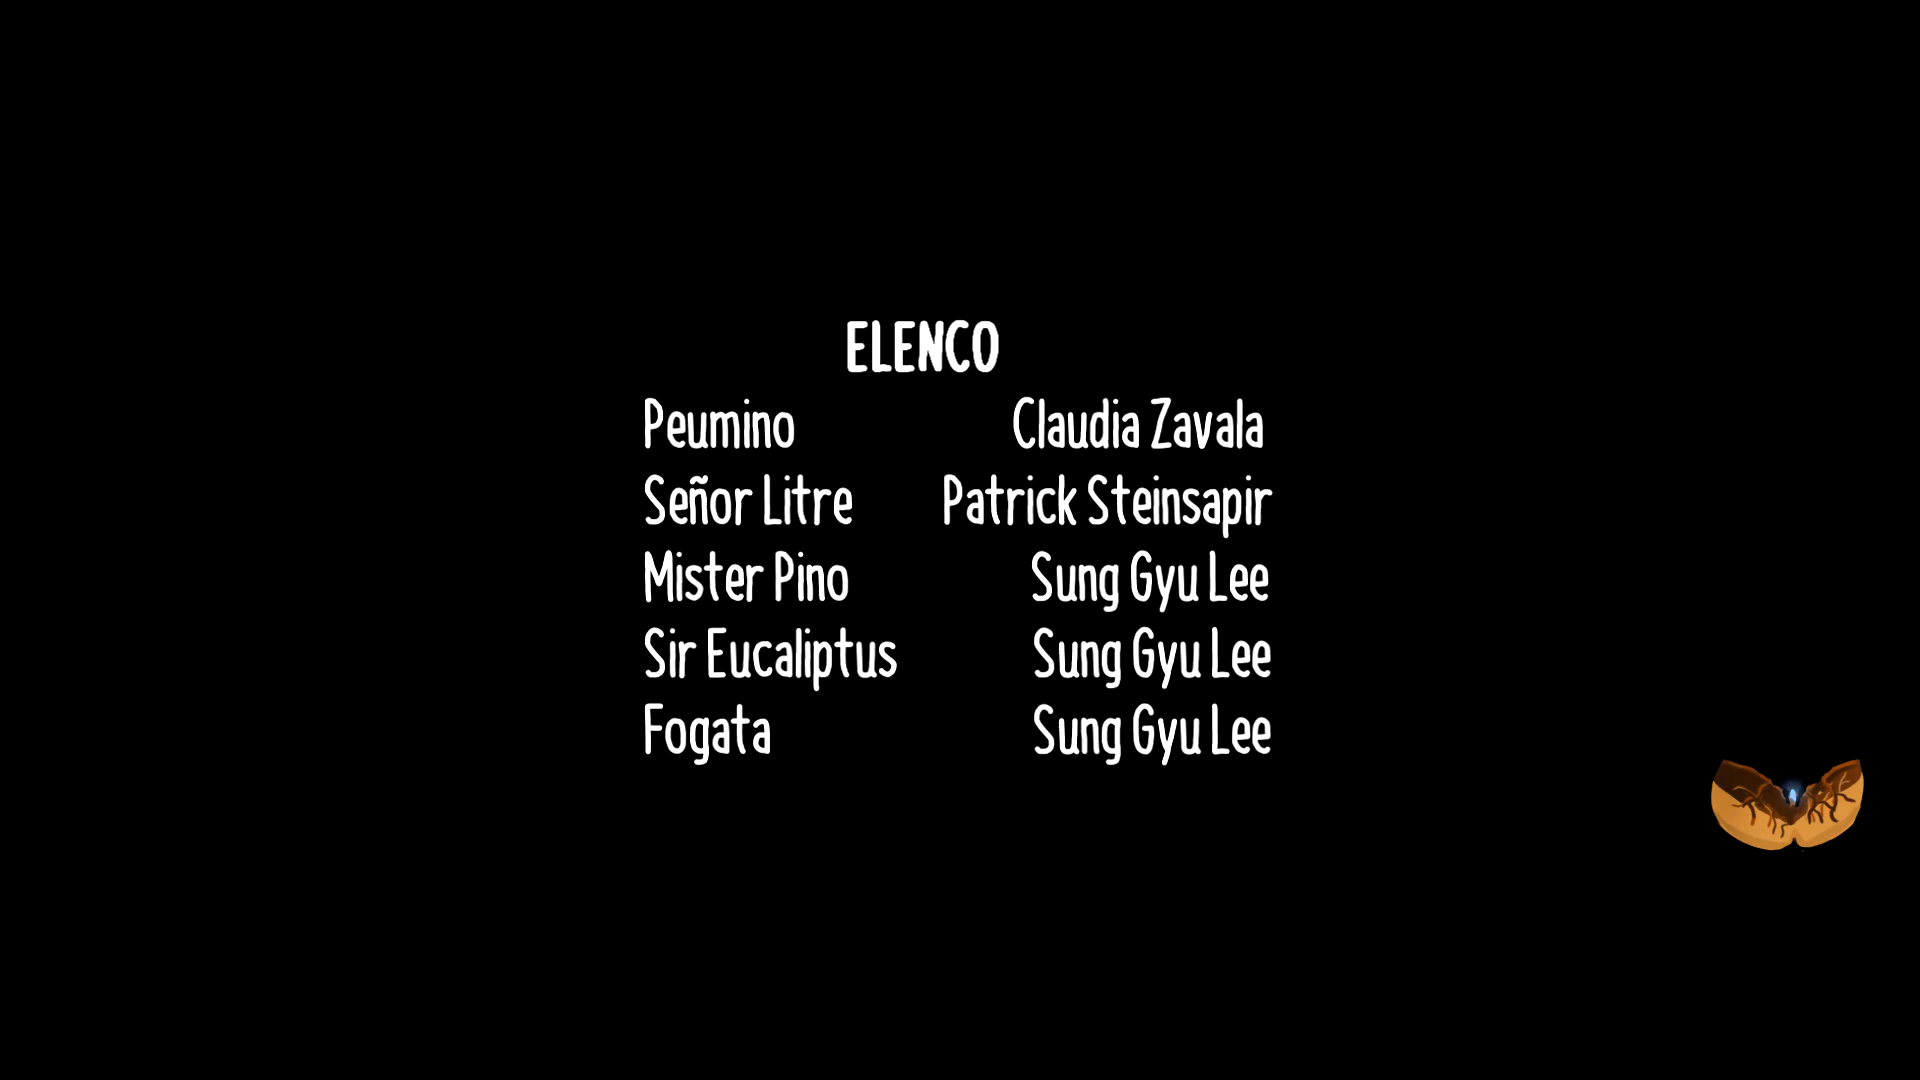 ELENCO
Peumino Claudia Zavala
Señor Litre Patrick Steinsapir
Mister Pino Sung Gyu Lee
Sir Eucaliptus Sung Gyu Lee
Fogata Sung Gyu Lee